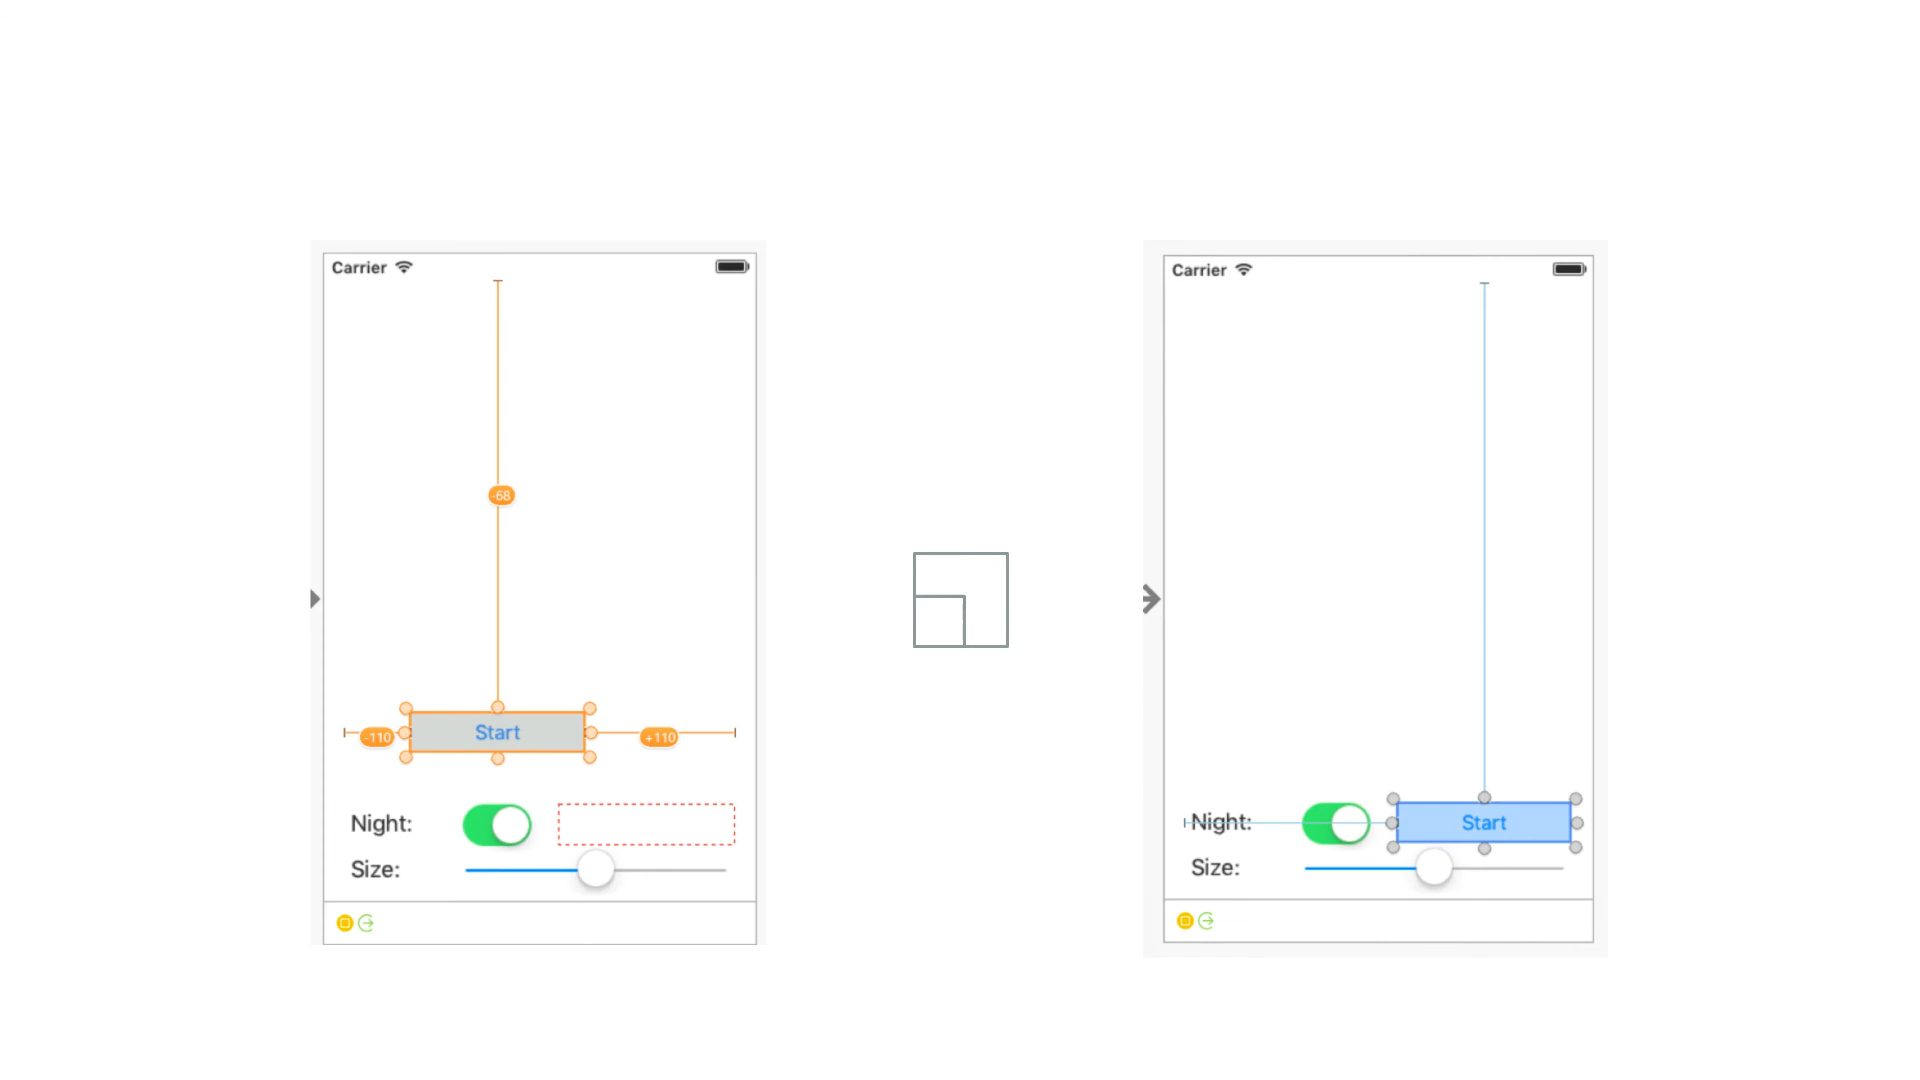 Carrier
-68
-110 Start +110
Night:
Size:
Carrier
Night: Start
Size: